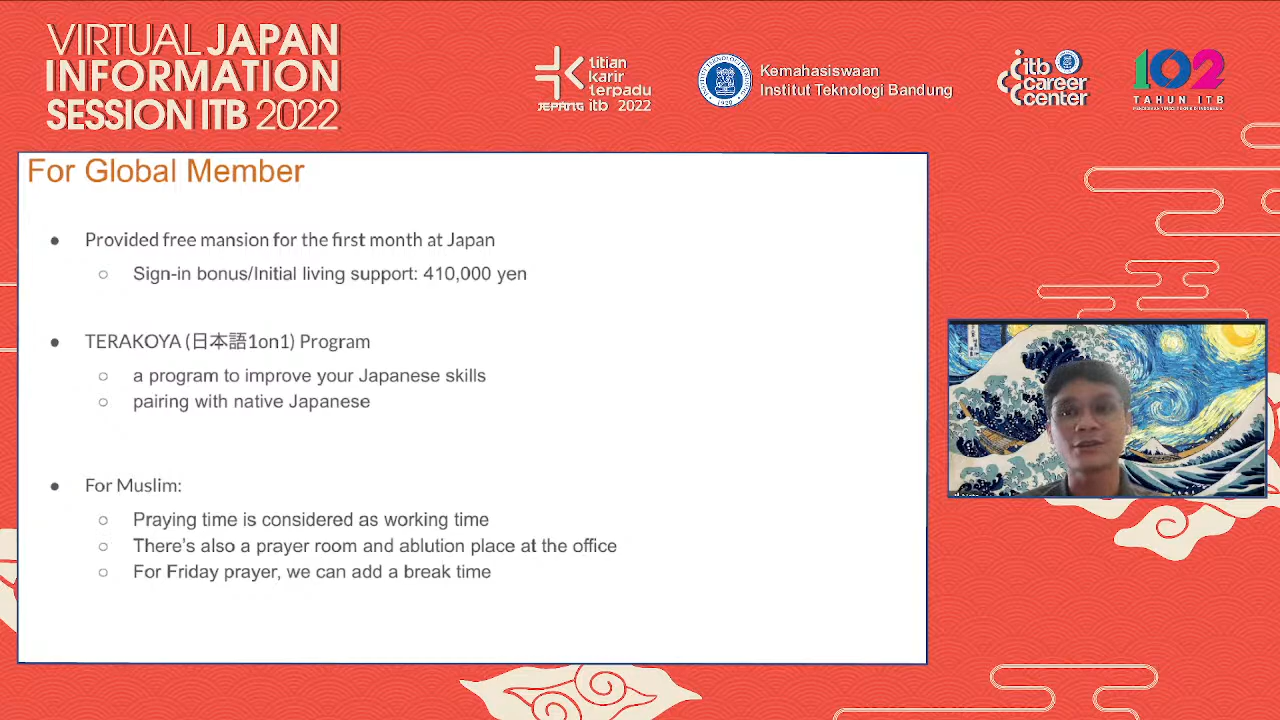 VIRTUAL JAPAN
INFORMATION
SESSION ITB 2022
titian
karir
terpadu
JEPANG itb 2022
Kemahasiswaan
Institut Teknologi Bandung
itb
career
center
102
TAHUN ITB
For Global Member
● Provided free mansion for the first month at Japan
○ Sign-in bonus/Initial living support: 410,000 yen
● TERAKOYA (日本語1on1) Program
○ a program to improve your Japanese skills
○ pairing with native Japanese
● For Muslim:
○ Praying time is considered as working time
○ There's also a prayer room and ablution place at the office
○ For Friday prayer, we can add a break time